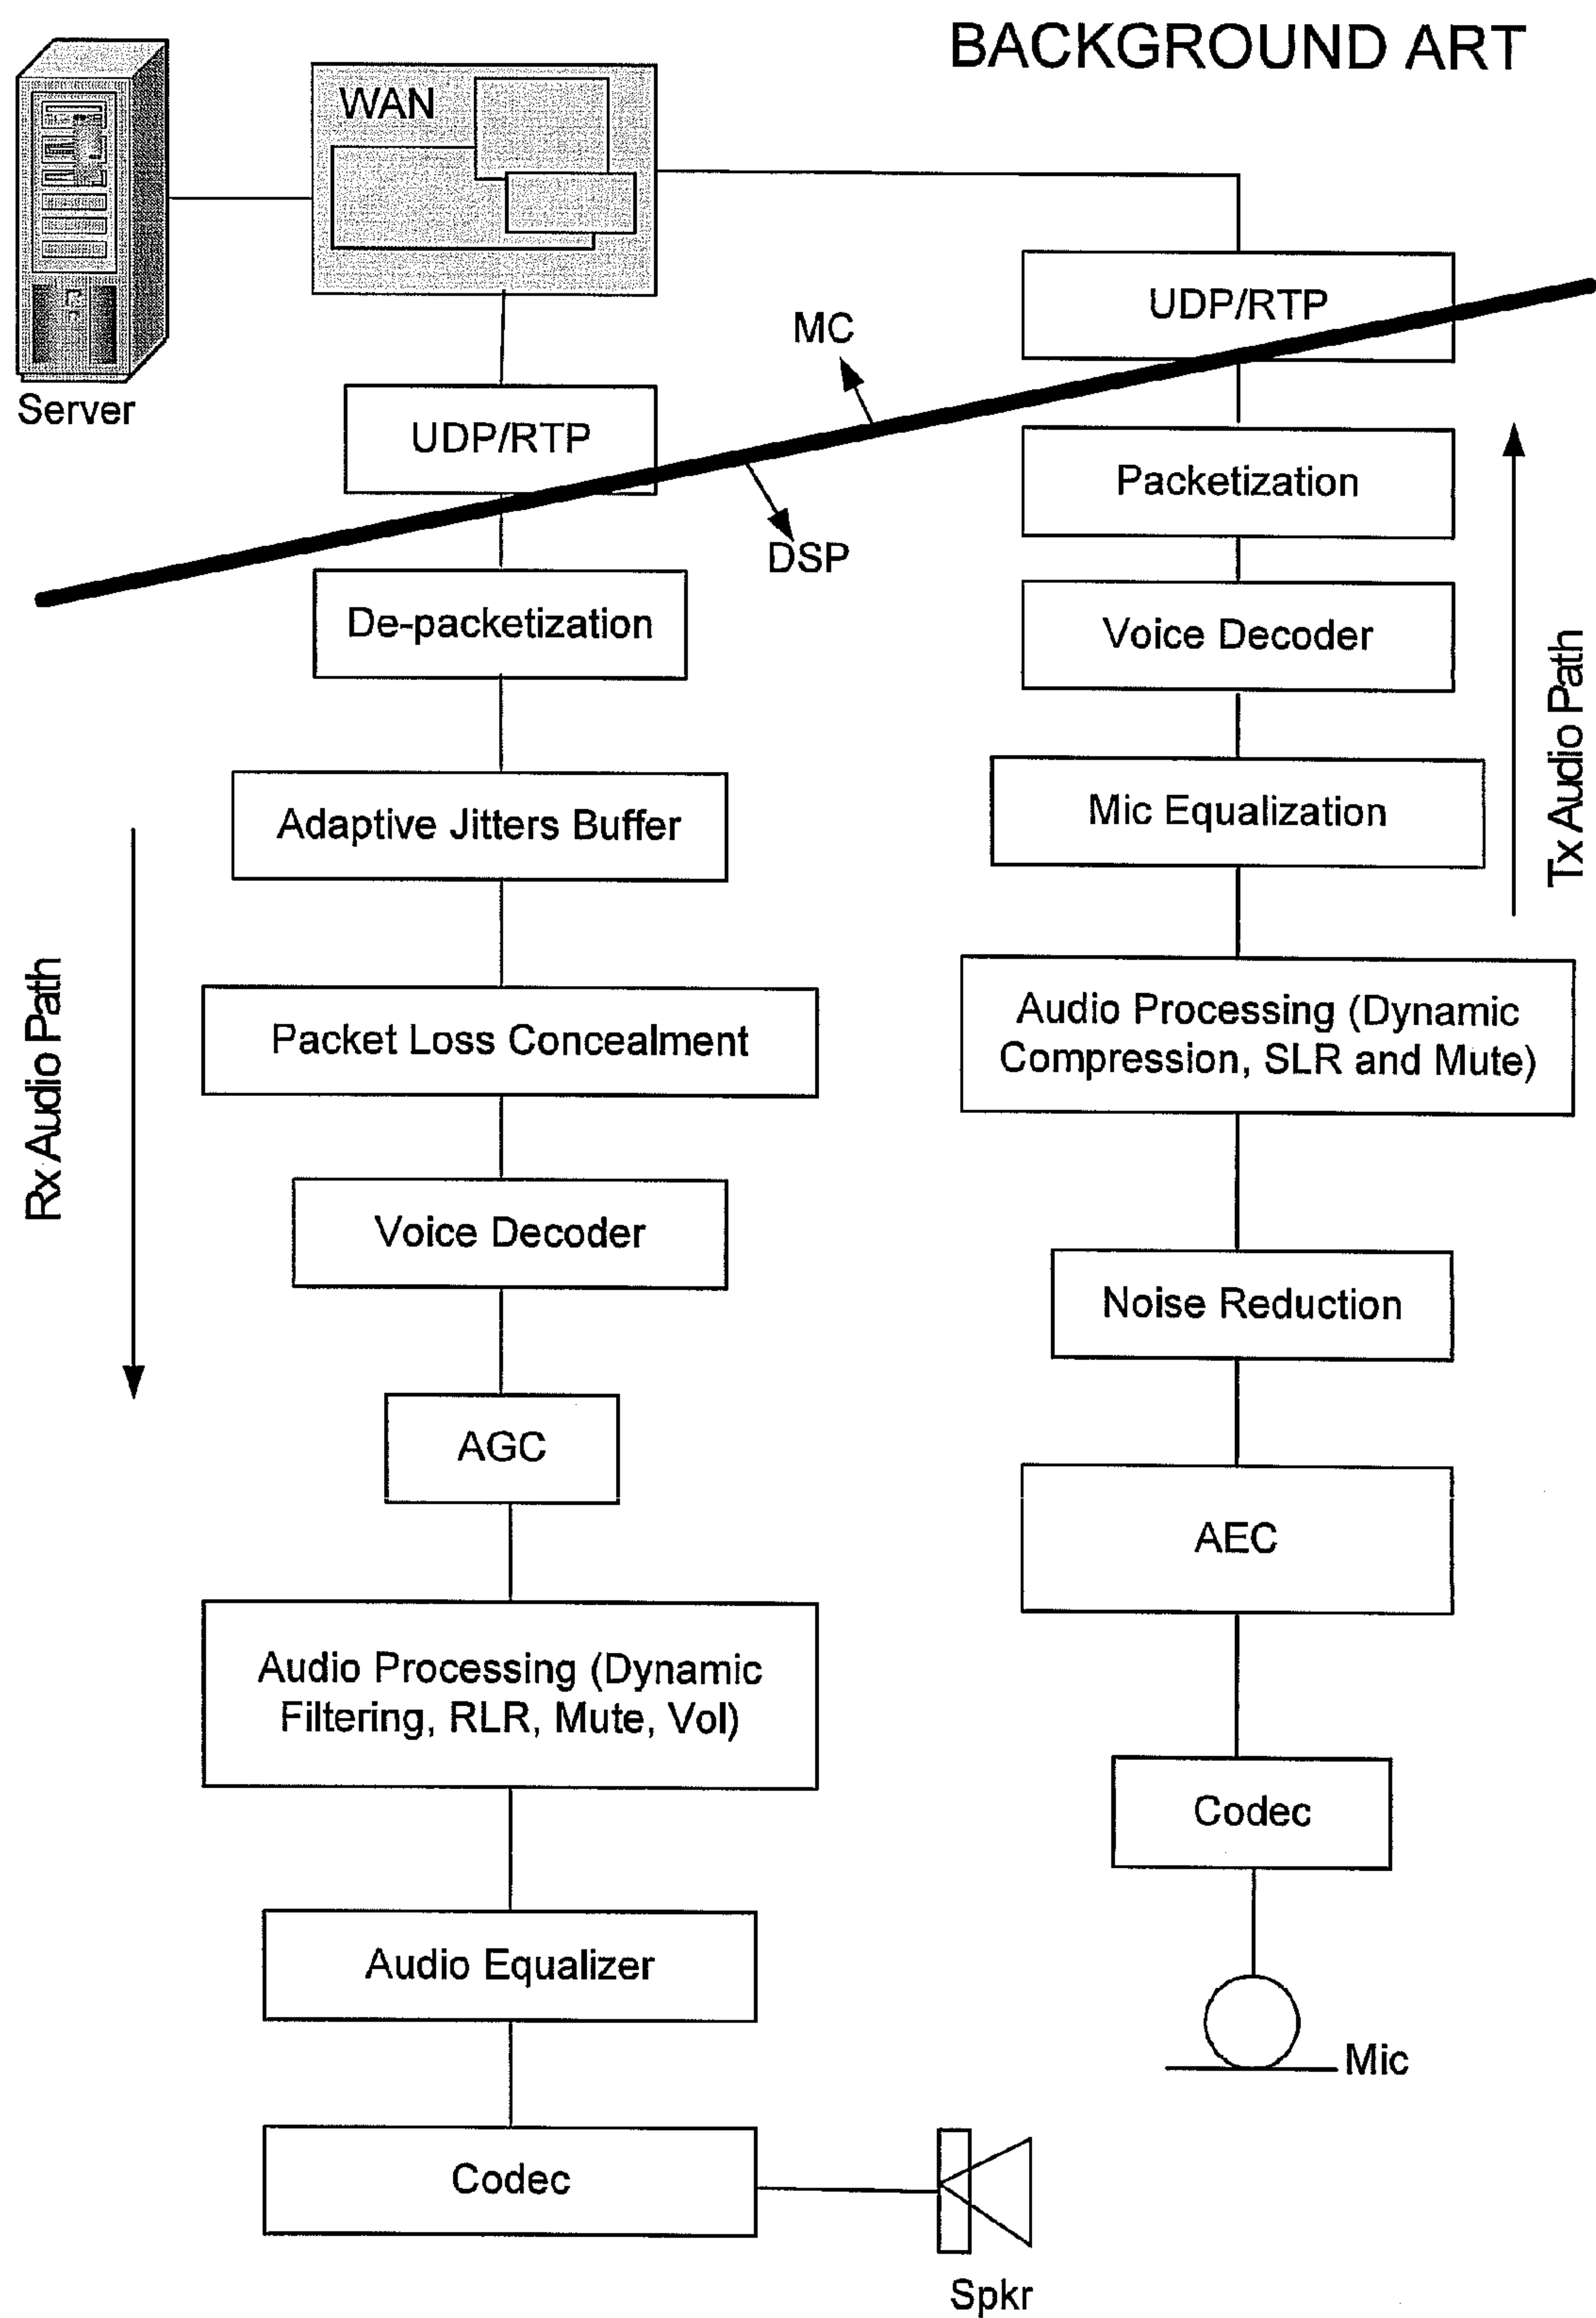 BACKGROUND ART
WAN
Server
UDP/RTP
MC
UDP/RTP
DSP
De-packetization
Packetization
Voice Decoder
Mic Equalization
Tx Audio Path
Adaptive Jitters Buffer
Rx Audio Path
Packet Loss Concealment
Audio Processing (Dynamic
Compression, SLR and Mute)
Voice Decoder
Noise Reduction
AGC
AEC
Audio Processing (Dynamic
Filtering, RLR, Mute, Vol)
Codec
Audio Equalizer
Mic
Codec
Spkr